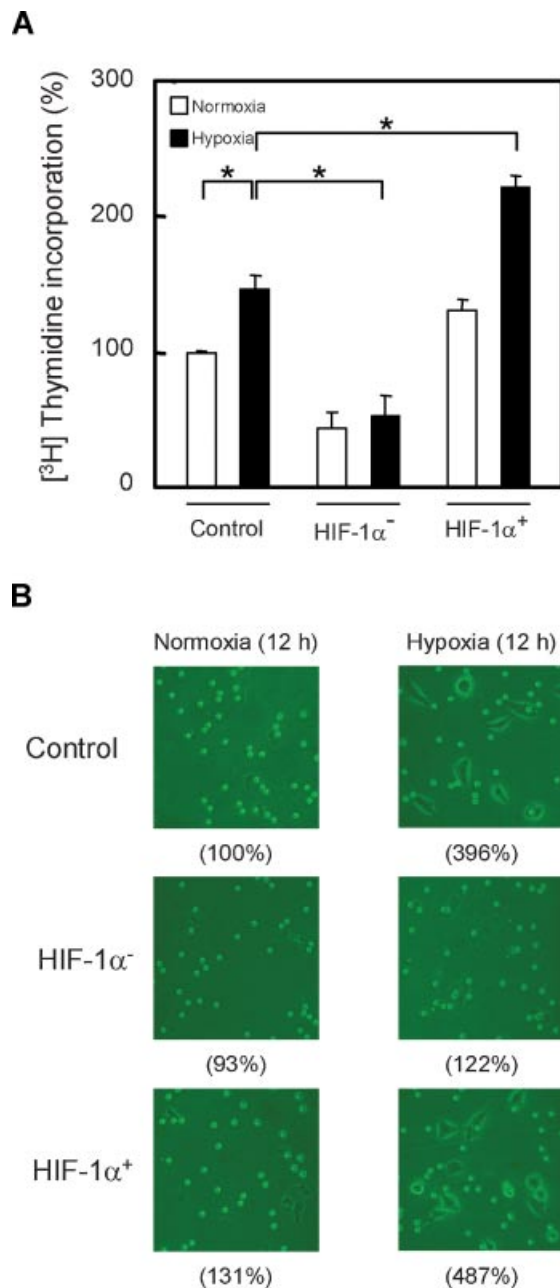 A
[³H] Thymidine incorporation (%)
300
200
100
0
Normoxia
Hypoxia
*
*
*
Control
HIF-1α⁻
HIF-1α⁺
B
Normoxia (12 h) Hypoxia (12 h)
Control
(100%) (396%)
HIF-1α⁻
(93%) (122%)
HIF-1α⁺
(131%) (487%)